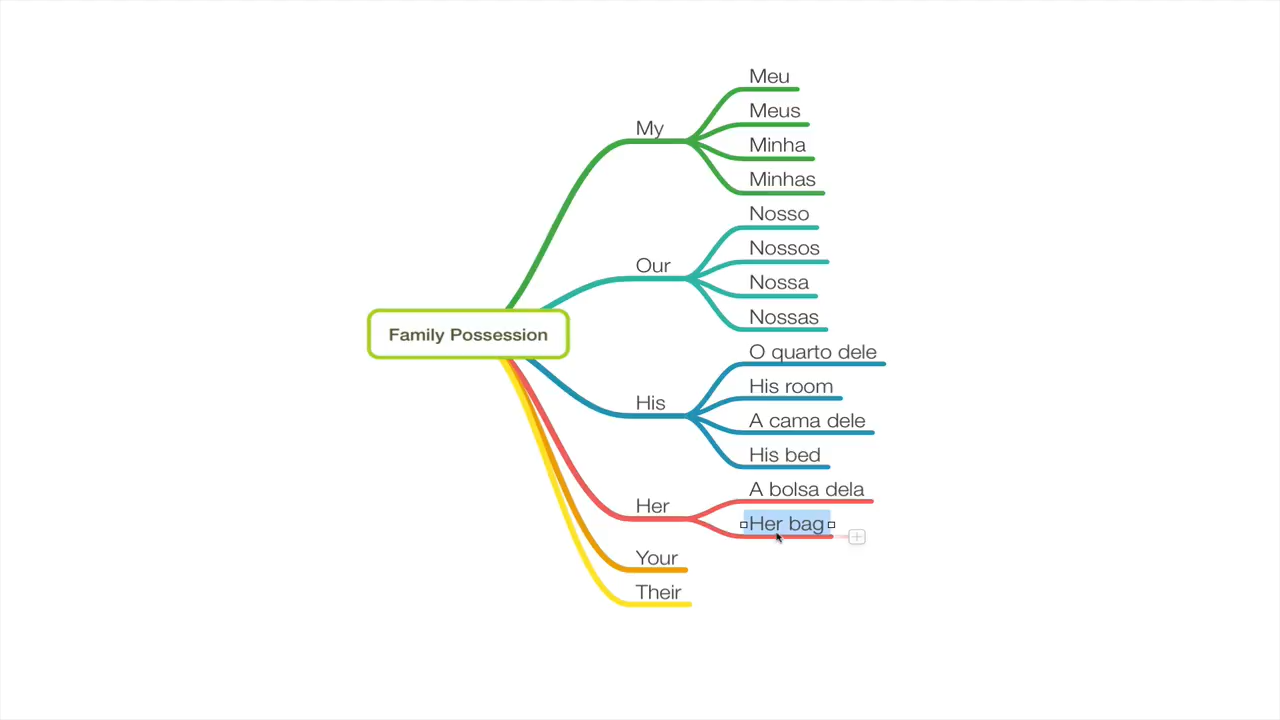 Family Possession
My
Meu
Meus
Minha
Minhas
Our
Nosso
Nossos
Nossa
Nossas
His
O quarto dele
His room
A cama dele
His bed
Her
A bolsa dela
Her bag
Your
Their